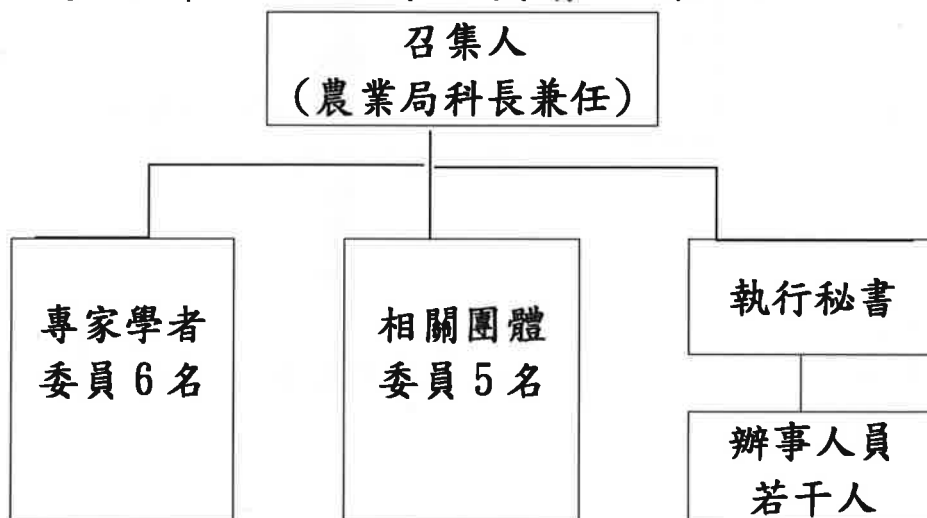 召集人
（農業局科長兼任）
專家學者
委員6名
相關團體
委員5名
執行秘書
辦事人員
若干人